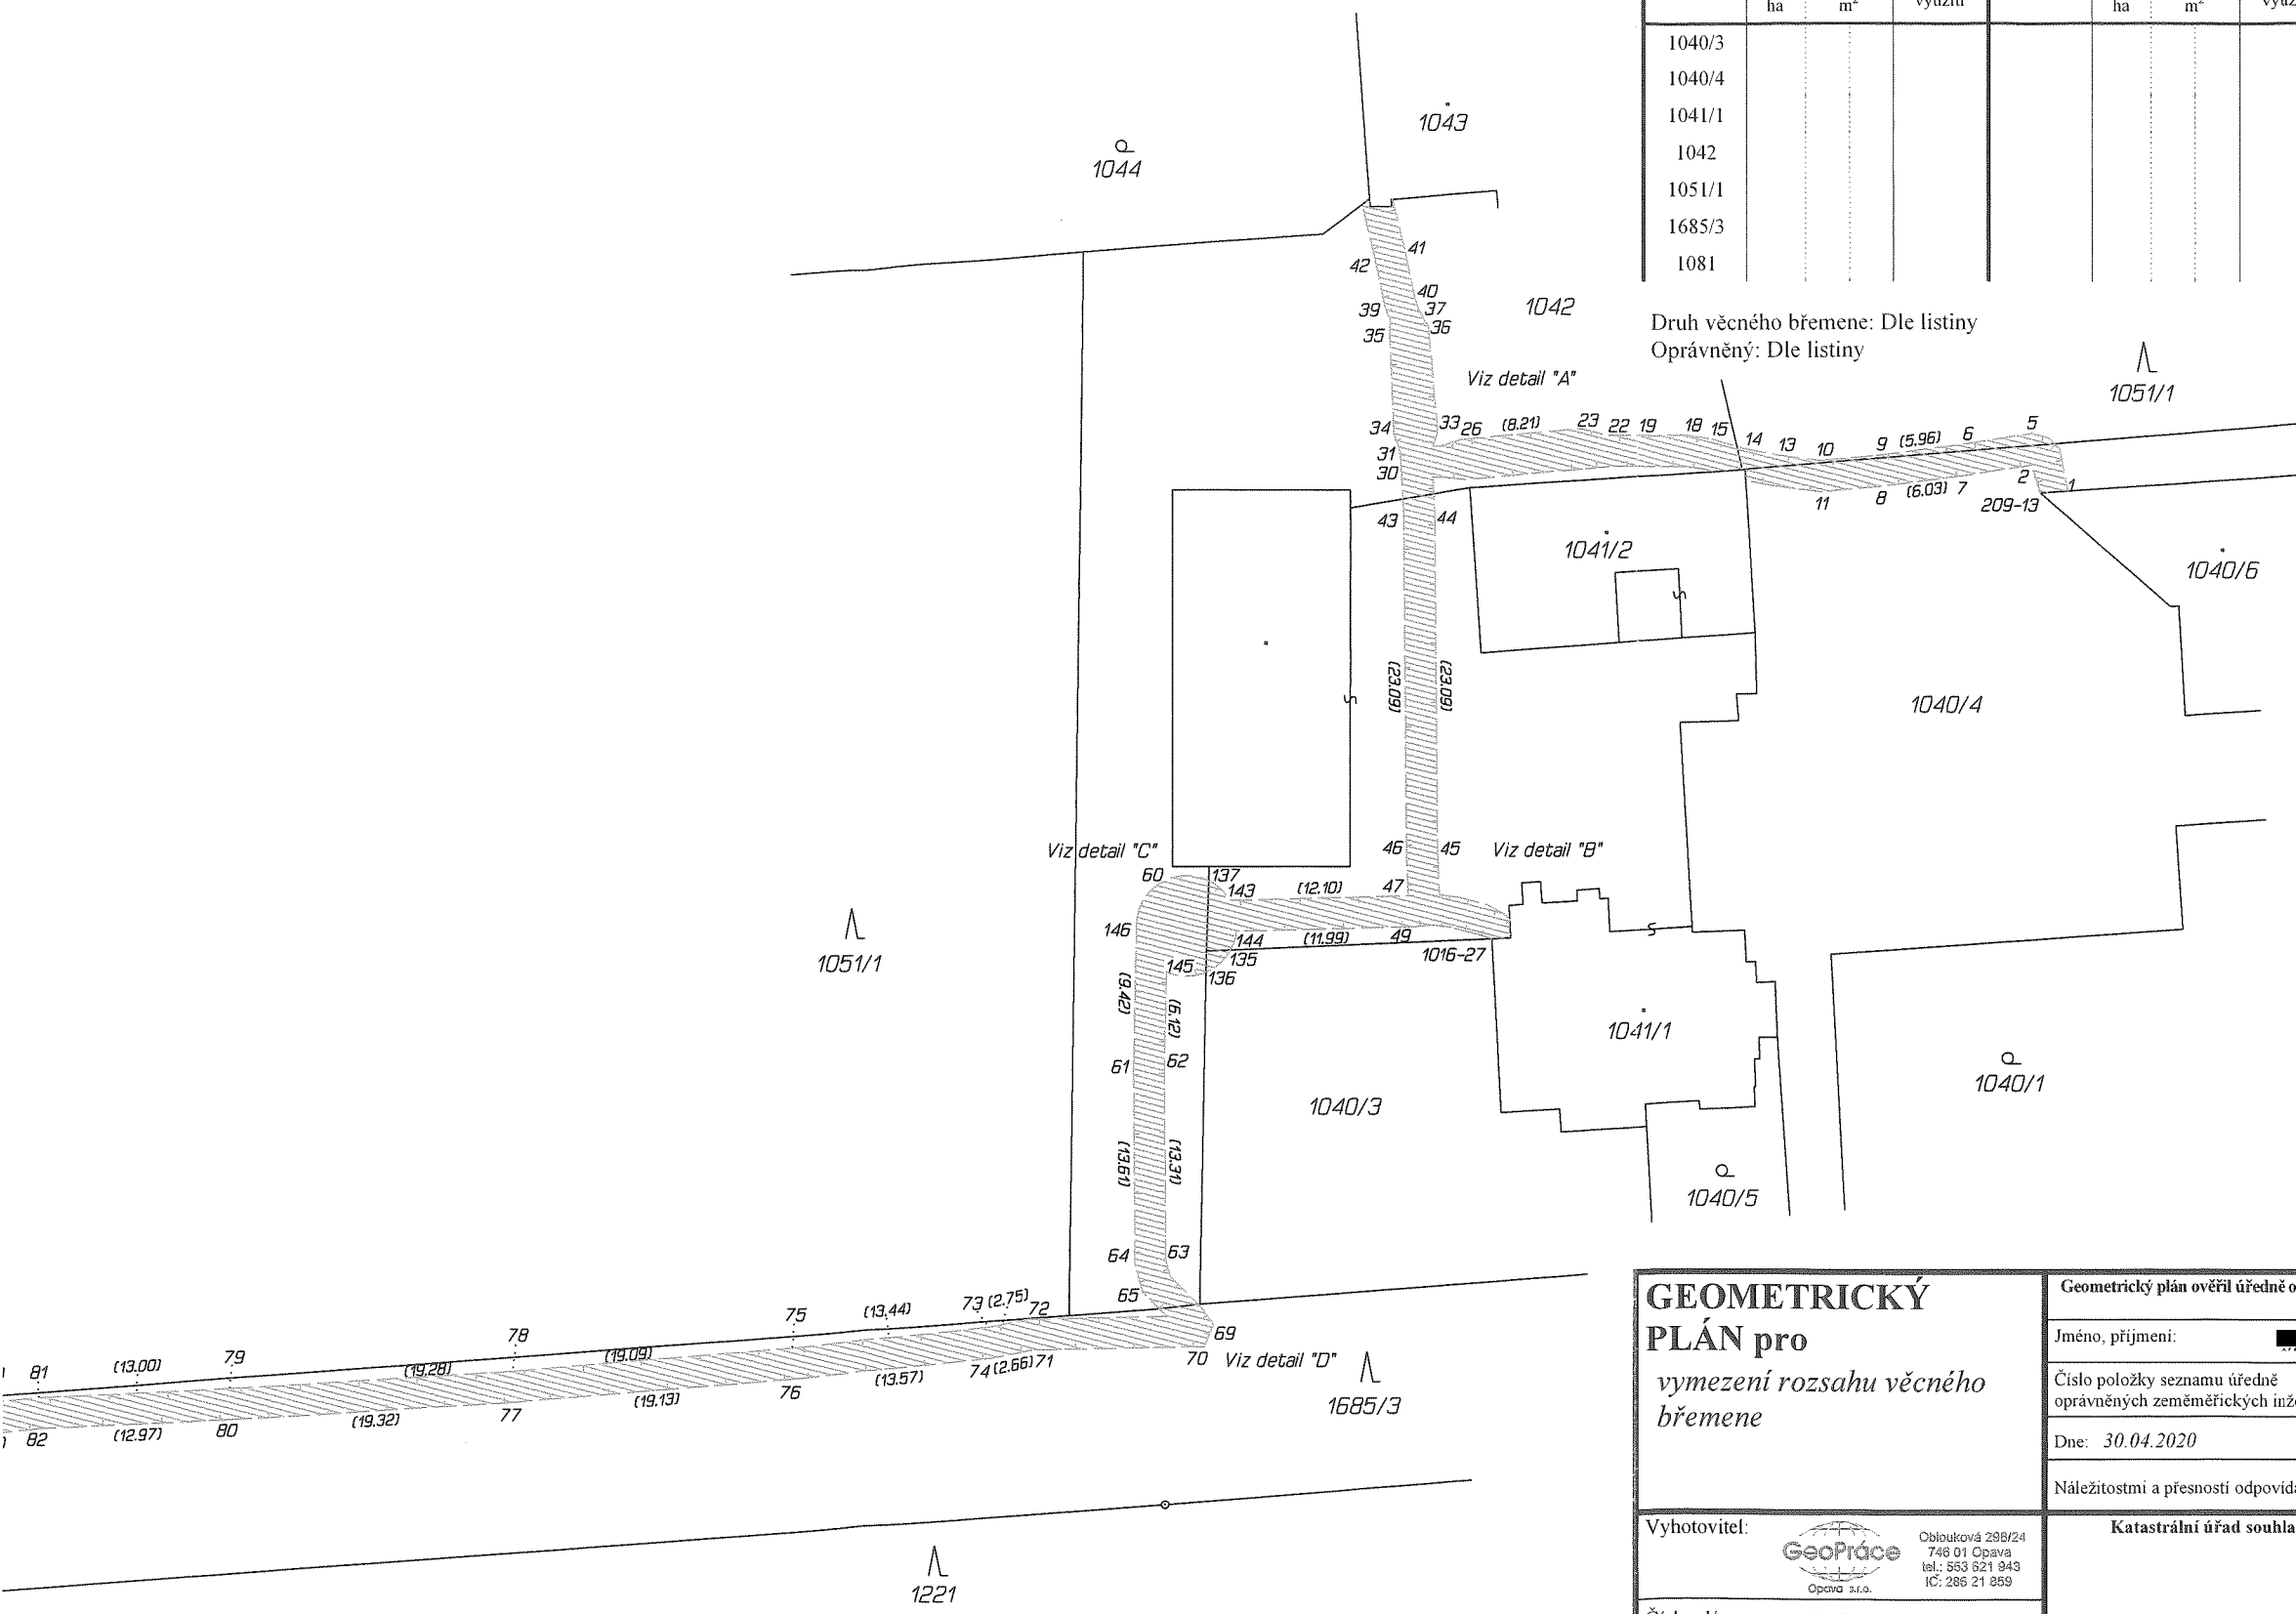 ha m² využití ha m²
1040/3
1040/4
1041/1
1042
1051/1
1685/3
1081
Druh věcného břemene: Dle listiny
Oprávněný: Dle listiny
1043
1044
41
42
40
39 37
35 36
1042
Viz detail "A"
1051/1
34 33 26 (8.21) 23 22 19 18 15 14 13 10 9 (5.96) 6 5
31
30
11 8 (6.03) 7 2 1
209-13
43 44
1041/2
1040/6
(23.09) (23.09)
1040/4
Viz detail "C" 46 45 Viz detail "B"
60 137 143 (12.10) 47
146 144 (11.99) 49
145 135 1016-27
136
1051/1
(9.42) (6.12)
61 62
1041/1
1040/1
1040/3
(13.61) (13.31)
1040/5
64 63
65
69
70 Viz detail "D"
81 (13.00) 79 (19.28) 78 (19.09) 75 (13.44) 73 (2.75) 72
82 (12.97) 80 (19.32) 77 (19.13) 76 (13.57) 74 (2.66) 71
1685/3
1221
GEOMETRICKÝ
PLÁN pro
vymezení rozsahu věcného
břemene
Geometrický plán ověřil úředně
Jméno, příjmení:
Číslo položky seznamu úředně
oprávněných zeměměřických
Dne: 30.04.2020
Náležitostmi a přesností
Vyhotovitel:
GeoPráce
Opava s.r.o.
Oblouková 298/24
746 01 Opava
tel.: 553 621 943
IČ: 286 21 859
Katastrální úřad